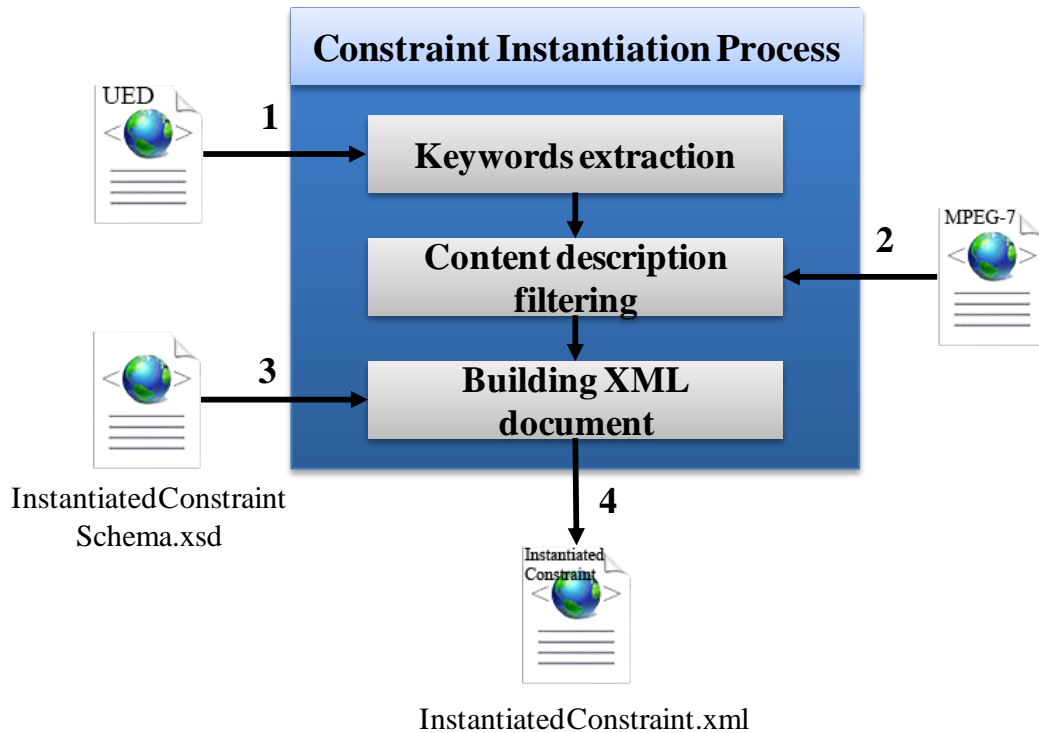 Constraint Instantiation Process
UED
1
Keywords extraction
MPEG-7
2
Content description
filtering
3
Building XML
document
InstantiatedConstraint
Schema.xsd
4
Instantiated
Constraint
InstantiatedConstraint.xml